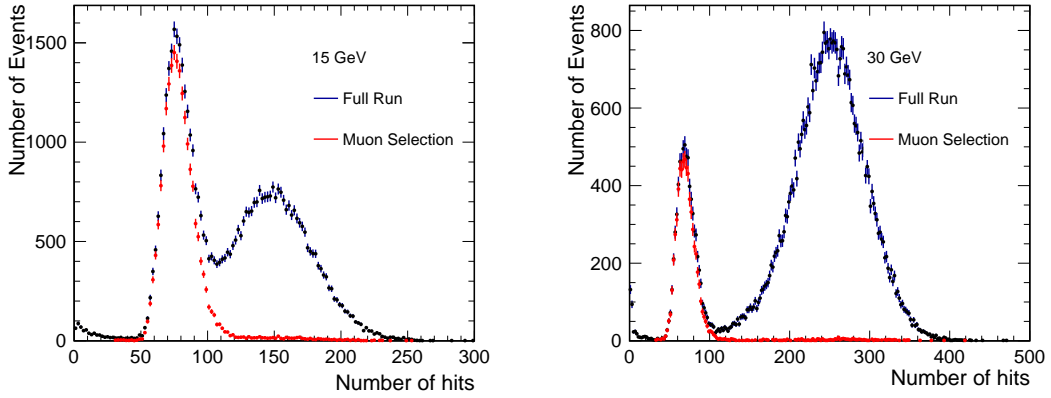 Number of Events
1500
1000
500
0
0 50 100 150 200 250 300
Number of hits
15 GeV
Full Run
Muon Selection
Number of Events
800
600
400
200
0
0 100 200 300 400 500
Number of hits
30 GeV
Full Run
Muon Selection